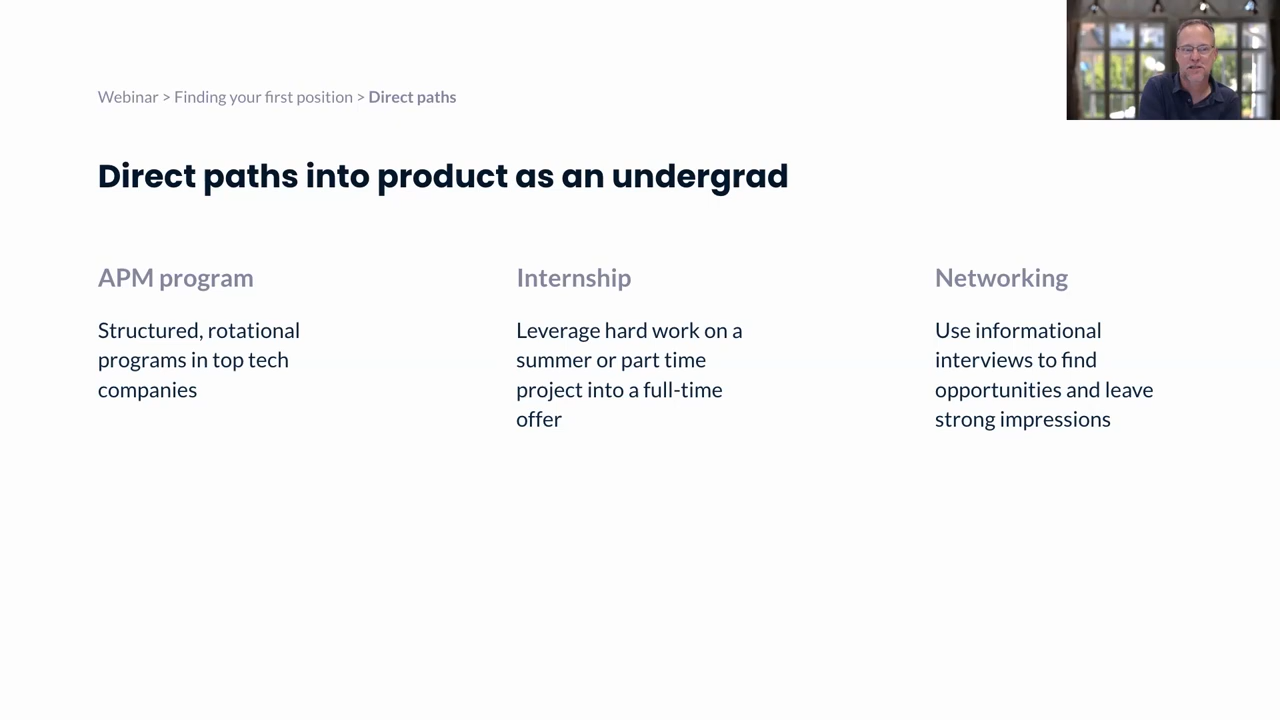 Webinar > Finding your first position > Direct paths
Direct paths into product as an undergrad
APM program
Structured, rotational
programs in top tech
companies
Internship
Leverage hard work on a
summer or part time
project into a full-time
offer
Networking
Use informational
interviews to find
opportunities and leave
strong impressions